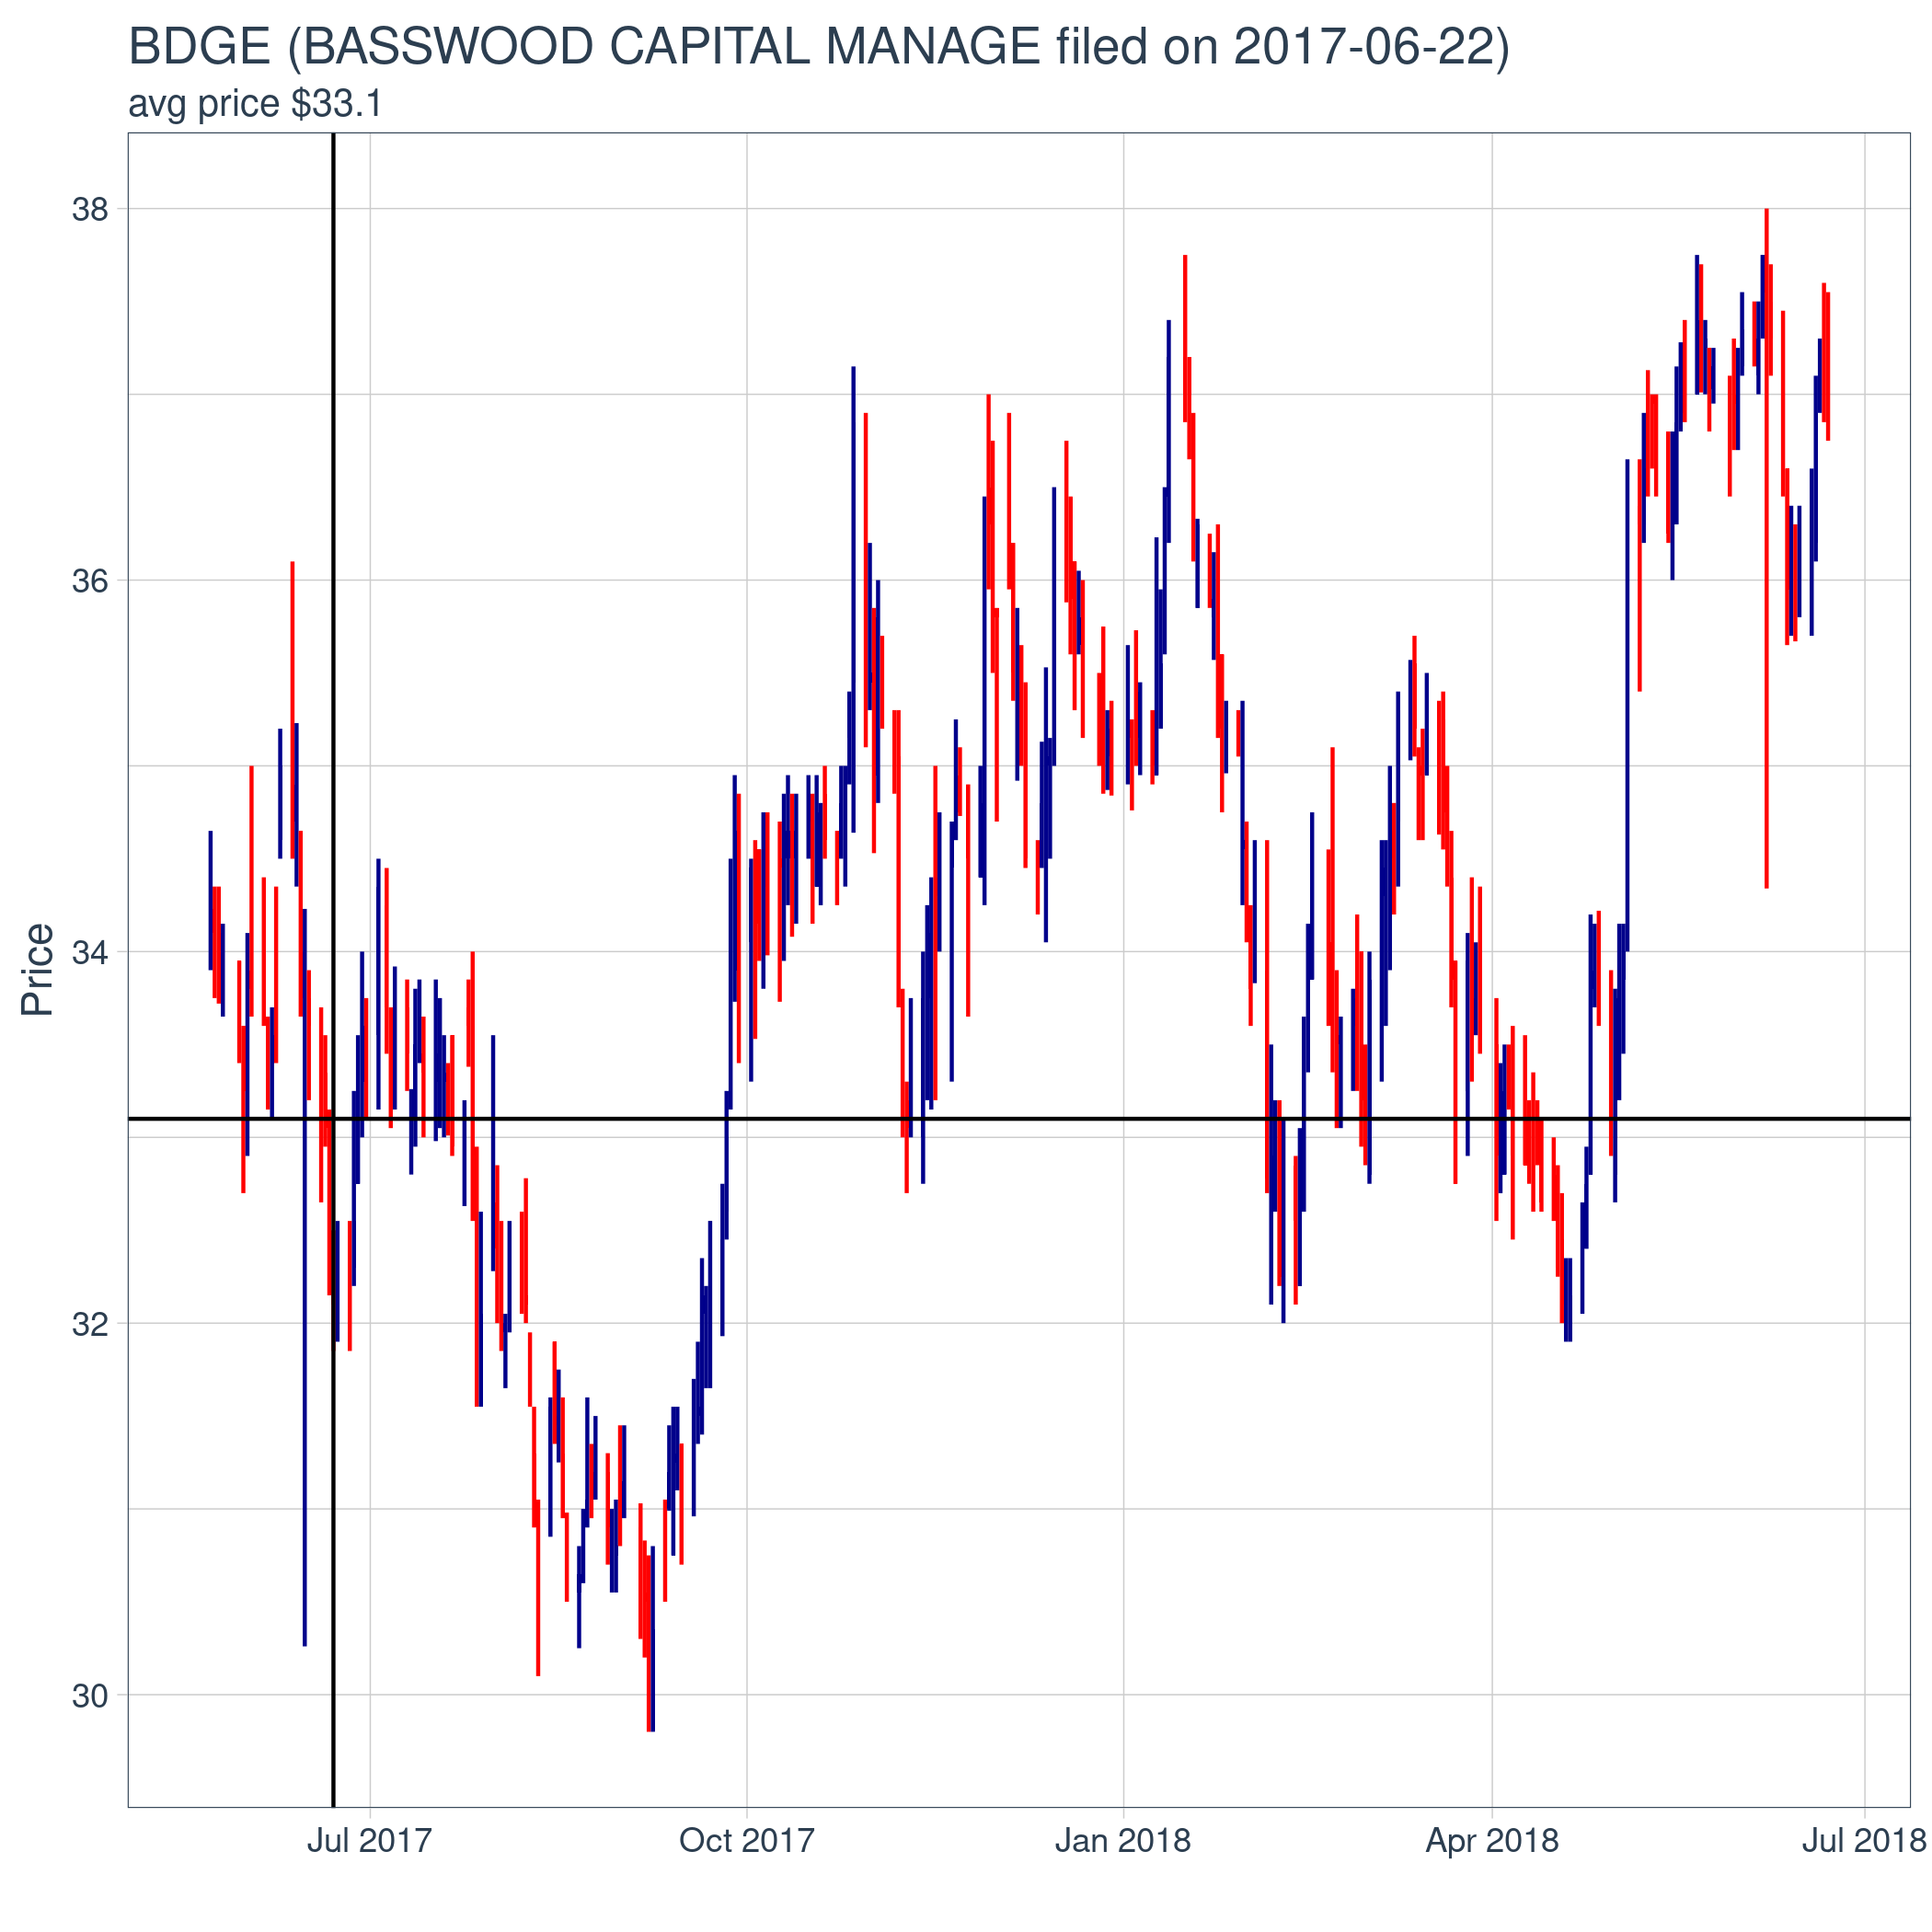 BDGE (BASSWOOD CAPITAL MANAGE filed on 2017-06-22)
avg price $33.1
38
36
34
32
30
Price
Jul 2017
Oct 2017
Jan 2018
Apr 2018
Jul 2018